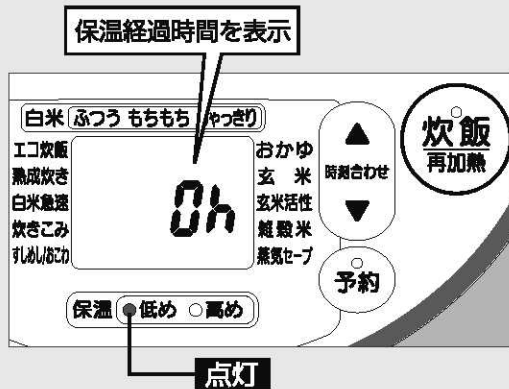 保温経過時間を表示
白米 ふつう もちもち しゃっきり
エコ炊飯
熟成炊き
白米急速
炊きこみ
すしめし/おこわ
0h
おかゆ
玄米
玄米活性
雑穀米
蒸気セーブ
時刻合わせ
炊飯
再加熱
予約
保温 低め 高め
点灯